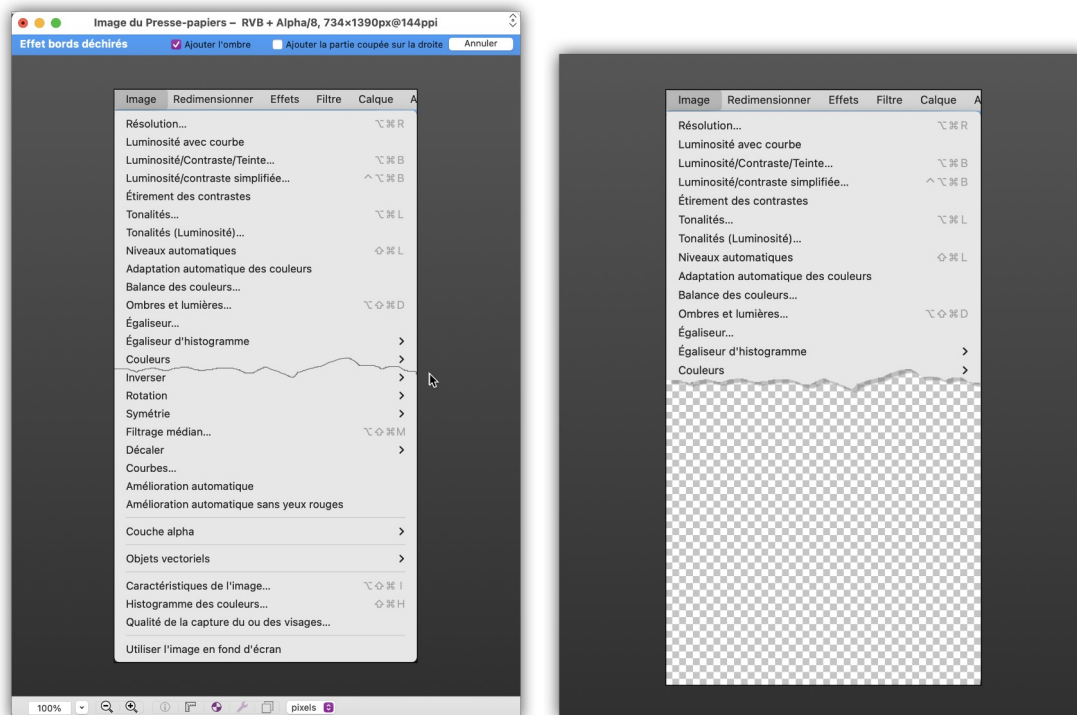 Image du Presse-papiers – RVB + Alpha/8, 734×1390px@144ppi
Effet bords déchirés Ajouter l'ombre Ajouter la partie coupée sur la droite Annuler
Image Redimensionner Effets Filtre Calque A
Résolution... ⌥⌘R
Luminosité avec courbe
Luminosité/Contraste/Teinte... ⌥⌘B
Luminosité/contraste simplifiée... ^⌥⌘B
Étirement des contrastes
Tonalités... ⌥⌘L
Tonalités (Luminosité)...
Niveaux automatiques ⇧⌘L
Adaptation automatique des couleurs
Balance des couleurs...
Ombres et lumières... ⌥⇧⌘D
Égaliseur...
Égaliseur d'histogramme
Couleurs
Inverser
Rotation
Symétrie
Filtrage médian... ⌥⇧⌘M
Décaler
Courbes...
Amélioration automatique
Amélioration automatique sans yeux rouges
Couche alpha
Objets vectoriels
Caractéristiques de l'image... ⌥⇧⌘I
Histogramme des couleurs... ⇧⌘H
Qualité de la capture du ou des visages...
Utiliser l'image en fond d'écran
100% pixels
Image Redimensionner Effets Filtre Calque A
Résolution... ⌥⌘R
Luminosité avec courbe
Luminosité/Contraste/Teinte... ⌥⌘B
Luminosité/contraste simplifiée... ^⌥⌘B
Étirement des contrastes
Tonalités... ⌥⌘L
Tonalités (Luminosité)...
Niveaux automatiques ⇧⌘L
Adaptation automatique des couleurs
Balance des couleurs...
Ombres et lumières... ⌥⇧⌘D
Égaliseur...
Égaliseur d'histogramme
Couleurs